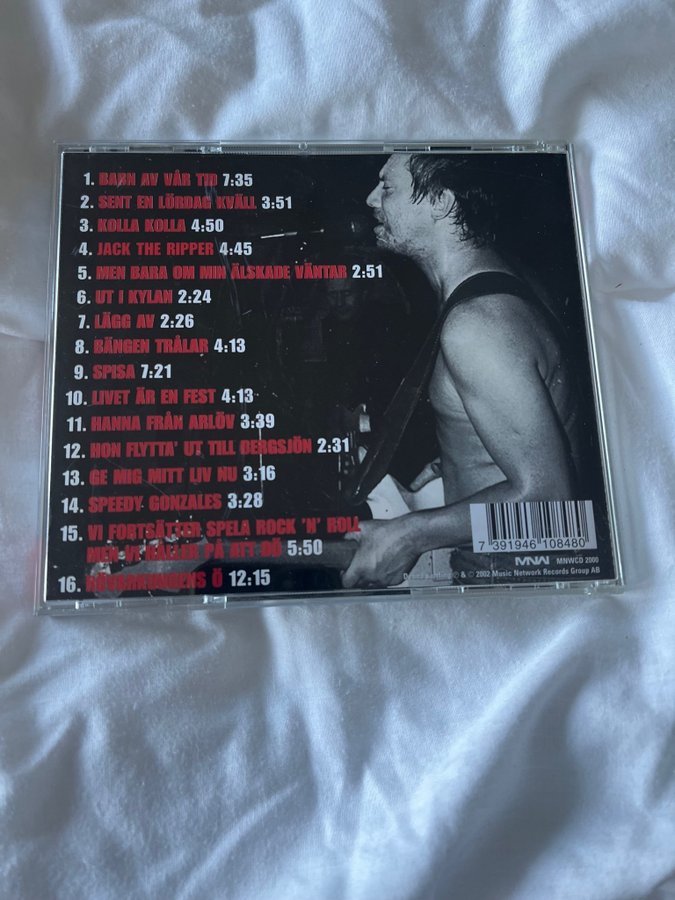 1. BARN AV VÅR TID 7:35
2. SENT EN LÖRDAG KVÄLL 3:51
3. KOLLA KOLLA 4:50
4. JACK THE RIPPER 4:45
5. MEN BARA OM MIN ÄLSKADE VÄNTAR 2:51
6. UT I KYLAN 2:24
7. LÄGG AV 2:26
8. BÄNGEN TRÅLAR 4:13
9. SPISA 7:21
10. LIVET ÄR EN FEST 4:13
11. HANNA FRÅN ARLÖV 3:39
12. HON FLYTTA' UT TILL BERGSJÖN 2:31
13. GE MIG MITT LIV NU 3:16
14. SPEEDY GONZALES 3:28
15. VI FORTSÄTTER SPELA ROCK 'N' ROLL
MEN VI HÅLLER PÅ ATT DÖ 5:50
16. RÖVARKUNGENS Ö 12:15
7 391946 108480
MNW MNWCD 2000
℗ & © 2002 Music Network Records Group AB